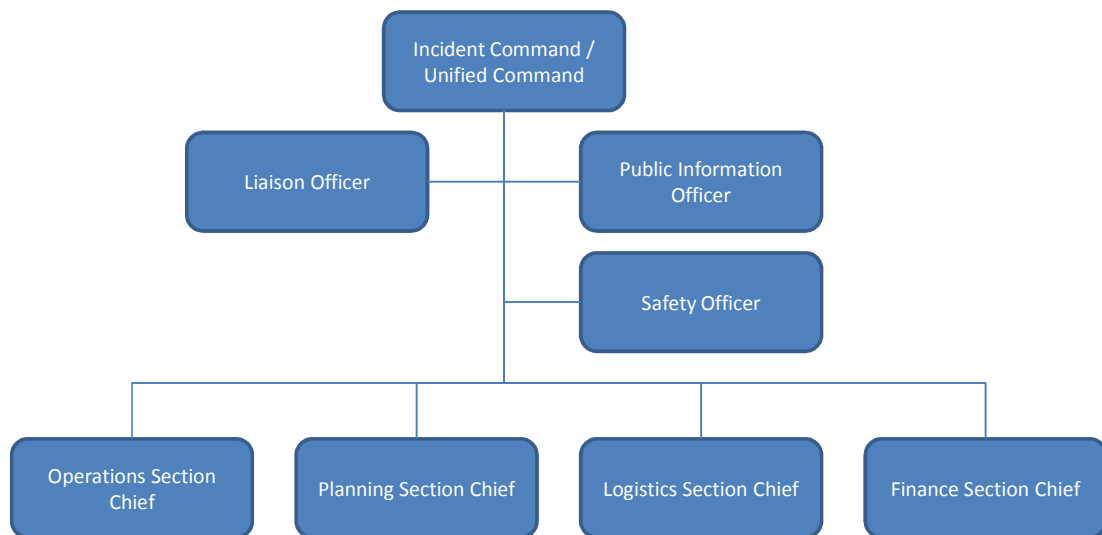 Incident Command /
Unified Command
Liaison Officer
Public Information
Officer
Safety Officer
Operations Section
Chief
Planning Section Chief
Logistics Section Chief
Finance Section Chief